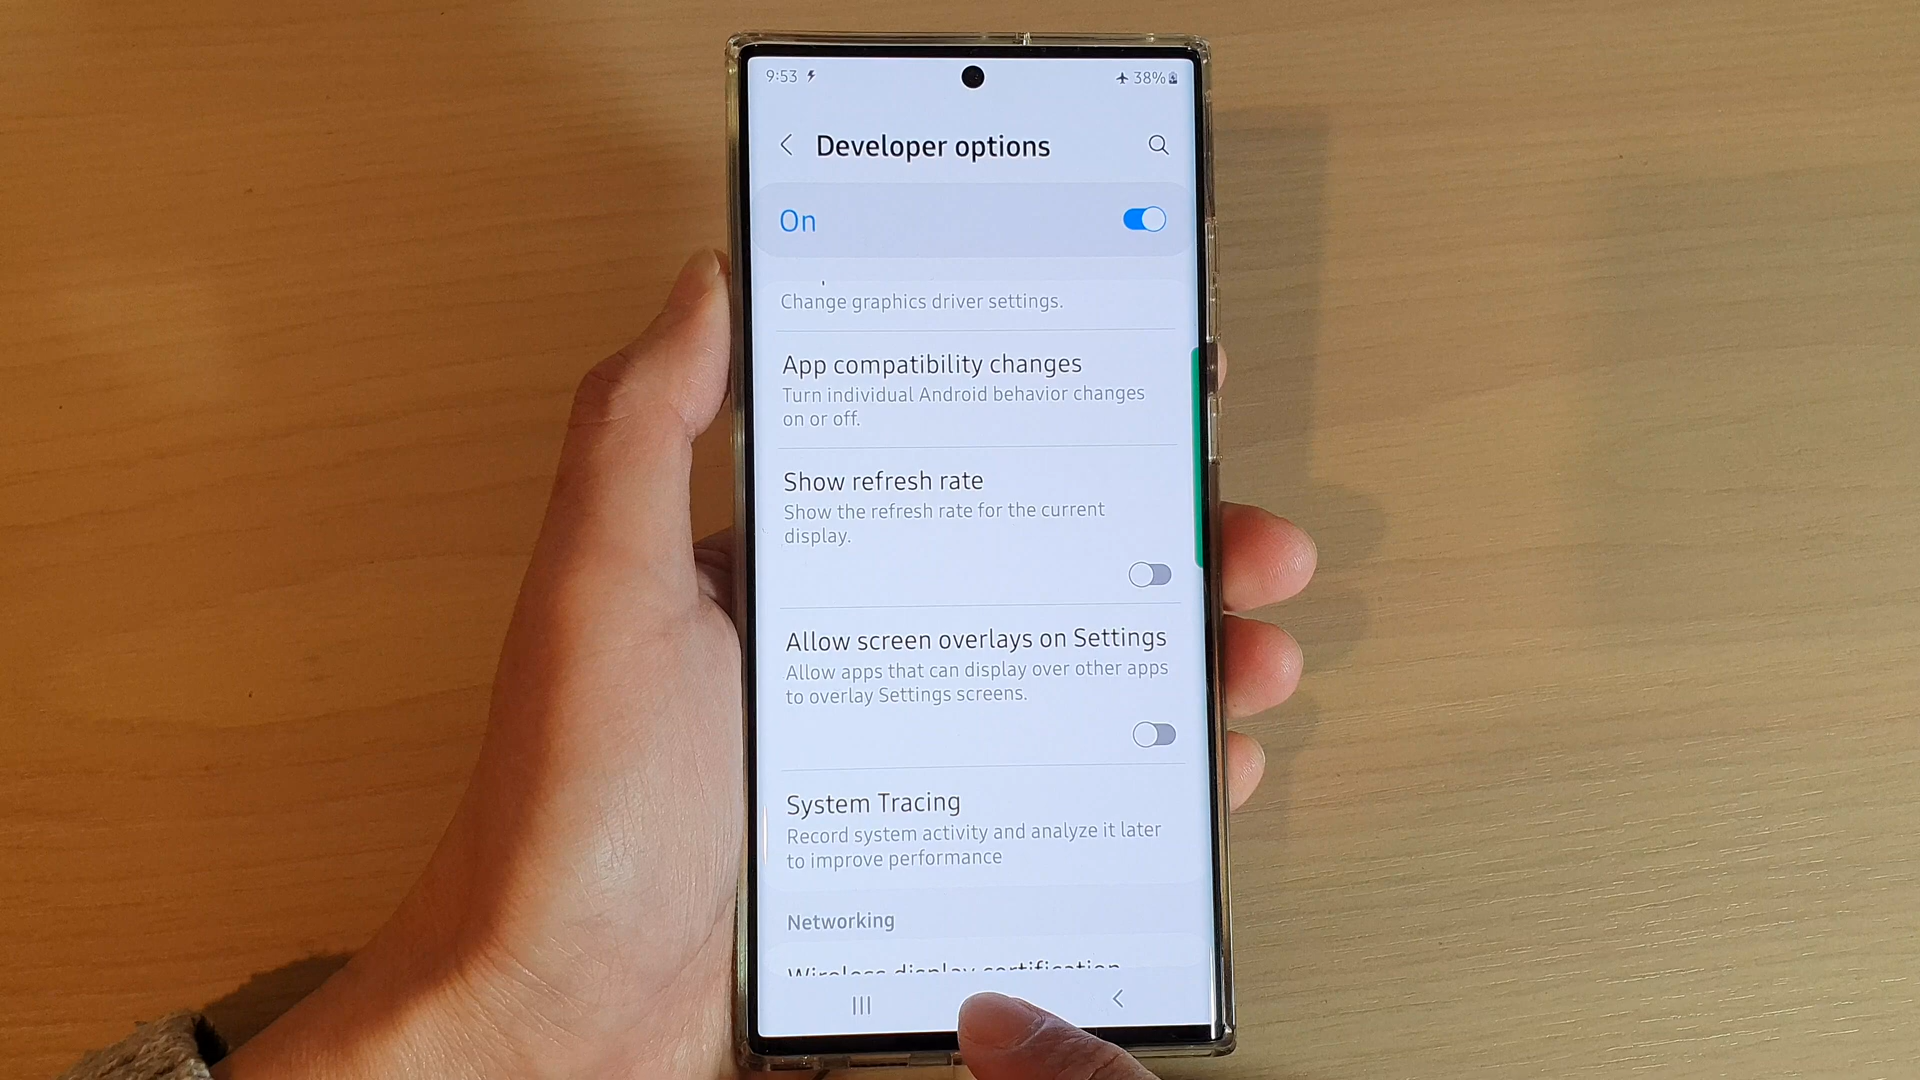 9:53
38%
Developer options
On
Change graphics driver settings.
App compatibility changes
Turn individual Android behavior changes
on or off.
Show refresh rate
Show the refresh rate for the current
display.
Allow screen overlays on Settings
Allow apps that can display over other apps
to overlay Settings screens.
System Tracing
Record system activity and analyze it later
to improve performance
Networking
Wireless display certification